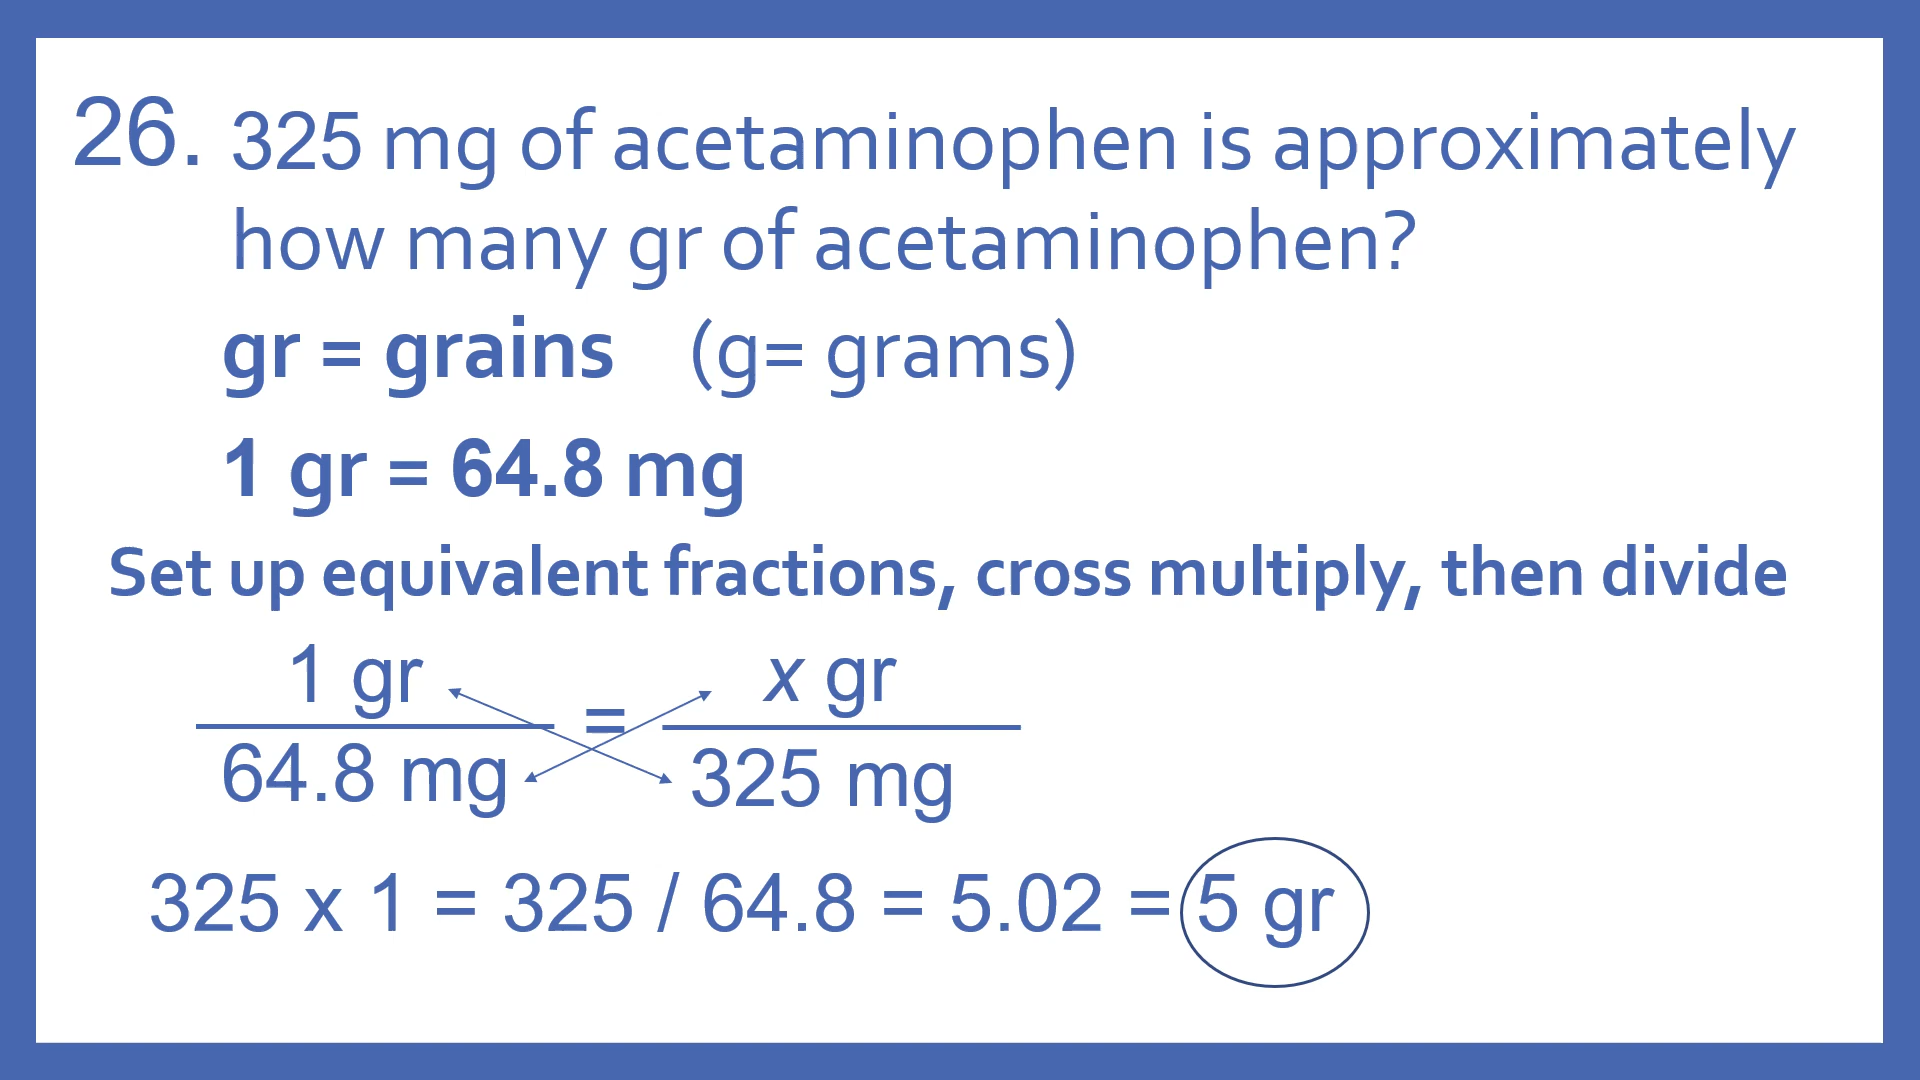 26. 325 mg of acetaminophen is approximately
how many gr of acetaminophen?
gr = grains (g= grams)
1 gr = 64.8 mg
Set up equivalent fractions, cross multiply, then divide
1 gr = x gr
64.8 mg 325 mg
325 x 1 = 325 / 64.8 = 5.02 = 5 gr